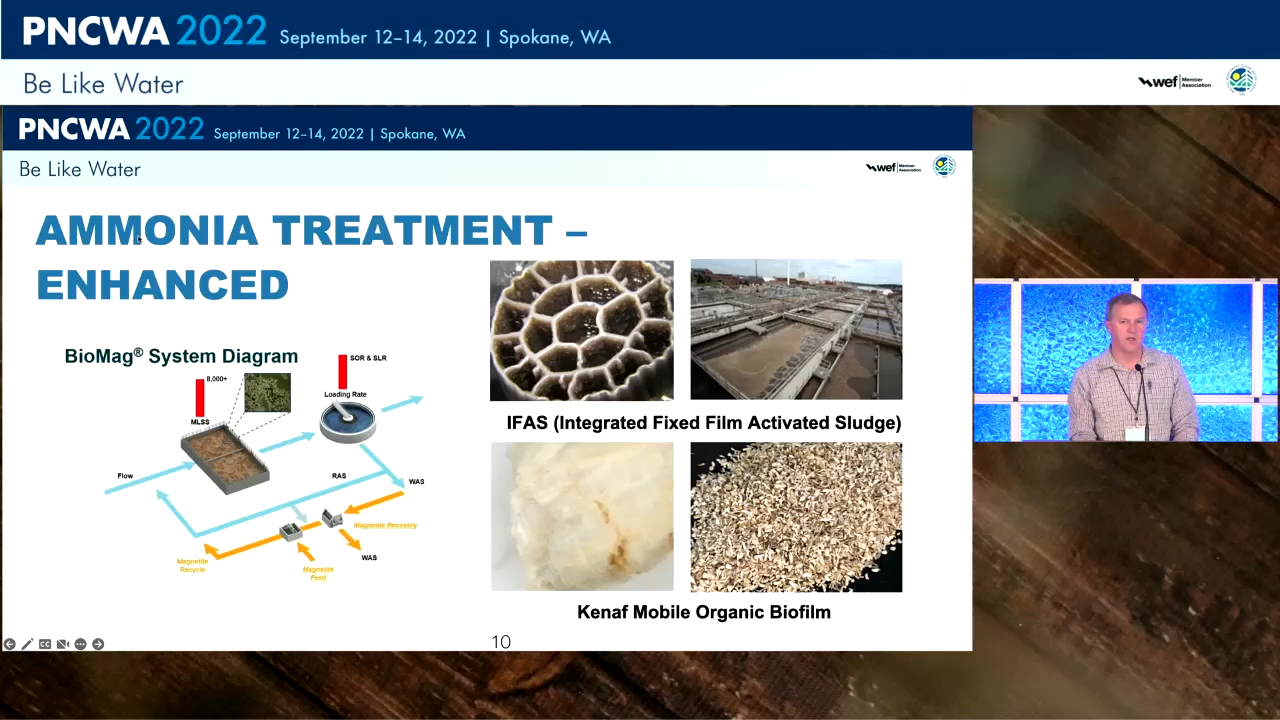 PNCWA 2022 September 12–14, 2022 | Spokane, WA
Be Like Water
wef Member Association
PNCWA 2022 September 12–14, 2022 | Spokane, WA
Be Like Water
wef Member Association
AMMONIA TREATMENT –
ENHANCED
BioMag® System Diagram
8,000+
MLSS
SOR & SLR
Loading Rate
Flow
RAS
WAS
Magnetite Recovery
WAS
Magnetite
Recycle
Magnetite
Feed
IFAS (Integrated Fixed Film Activated Sludge)
Kenaf Mobile Organic Biofilm
10